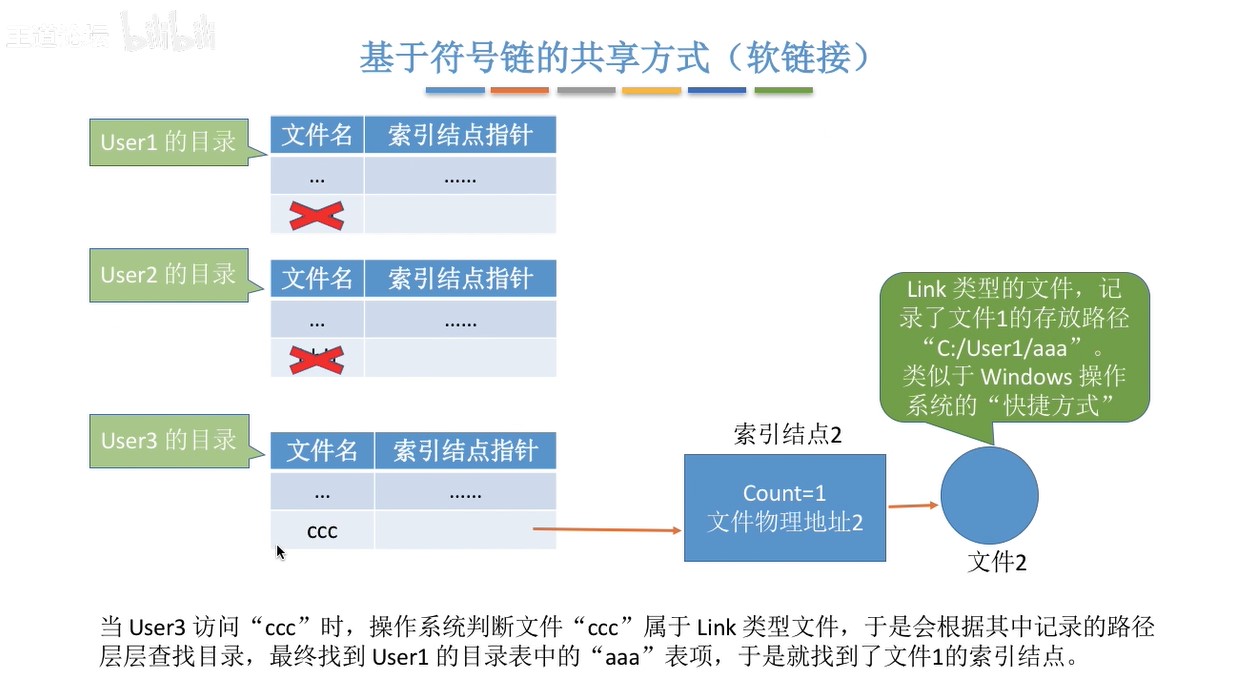 bilibili
基于符号链的共享方式（软链接）
User1 的目录
文件名 索引结点指针
... ......
User2 的目录
文件名 索引结点指针
... ......
User3 的目录
文件名 索引结点指针
... ......
ccc
索引结点2
Count=1
文件物理地址2
Link 类型的文件，记
录了文件1的存放路径
“C:/User1/aaa”。
类似于 Windows 操作
系统的“快捷方式”
文件2
当 User3 访问“ccc”时，操作系统判断文件“ccc”属于 Link 类型文件，于是会根据其中记录的路径
层层查找目录，最终找到 User1 的目录表中的“aaa”表项，于是就找到了文件1的索引结点。